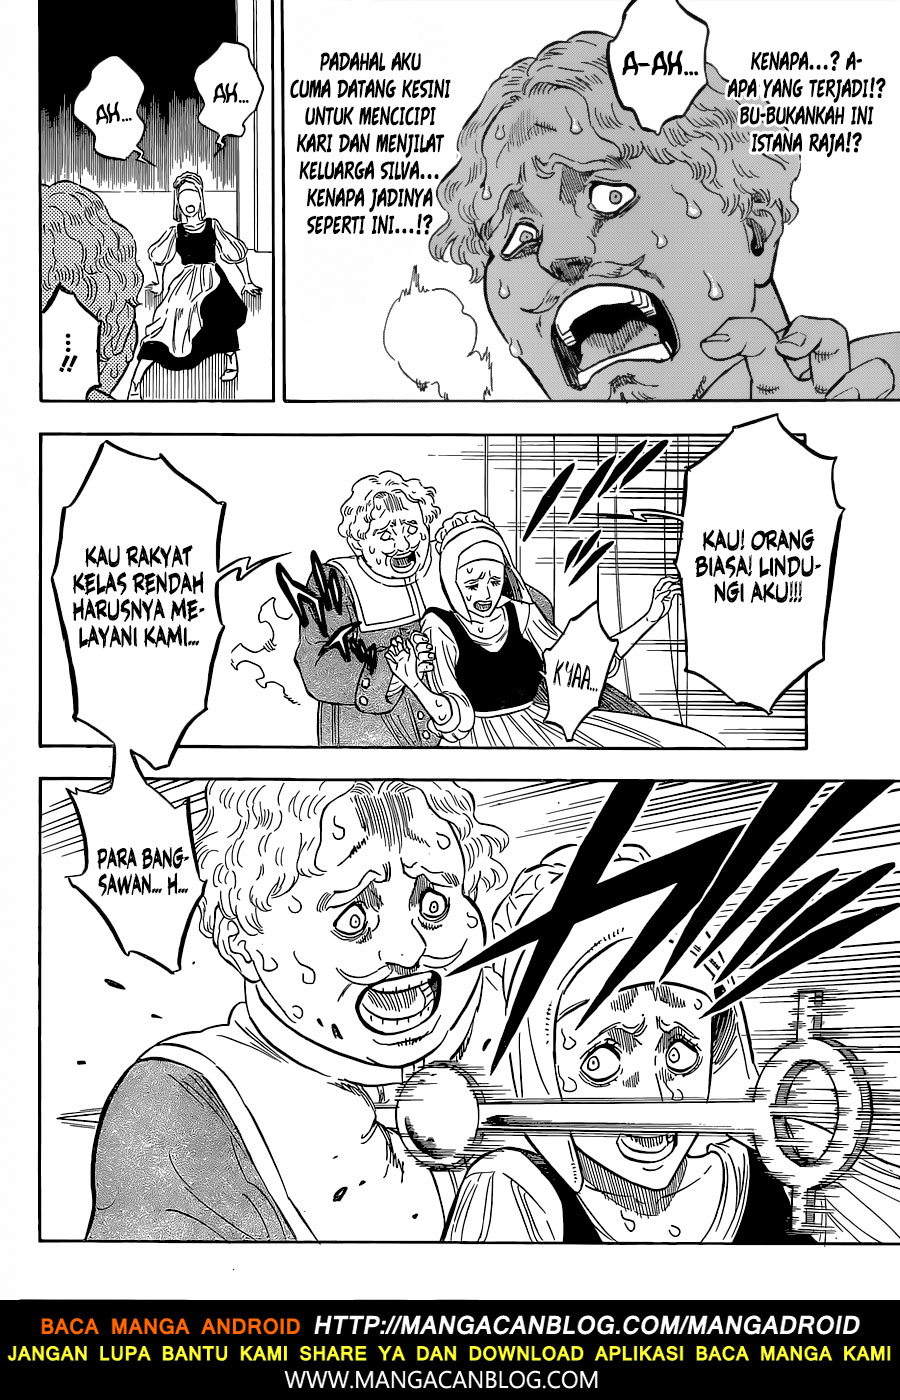 KENAPA...? A-
APA YANG TERJADI!?
BU-BUKANKAH INI
ISTANA RAJA!?
A-AH...
PADAHAL AKU
CUMA DATANG KESINI
UNTUK MENCICIPI
KARI DAN MENJILAT
KELUARGA SILVA...
KENAPA JADINYA
SEPERTI INI...!?
AH...
AH...
...!!
KAU! ORANG
BIASA! LINDU-
NGI AKU!!!
KYAA...
KAU RAKYAT
KELAS RENDAH
HARUSNYA ME-
LAYANI KAMI...
PARA BANG-
SAWAN... H...
BACA MANGA ANDROID HTTP://MANGACANBLOG.COM/MANGADROID
JANGAN LUPA BANTU KAMI SHARE YA DAN DOWNLOAD APLIKASI BACA MANGA KAMI
WWW.MANGACANBLOG.COM